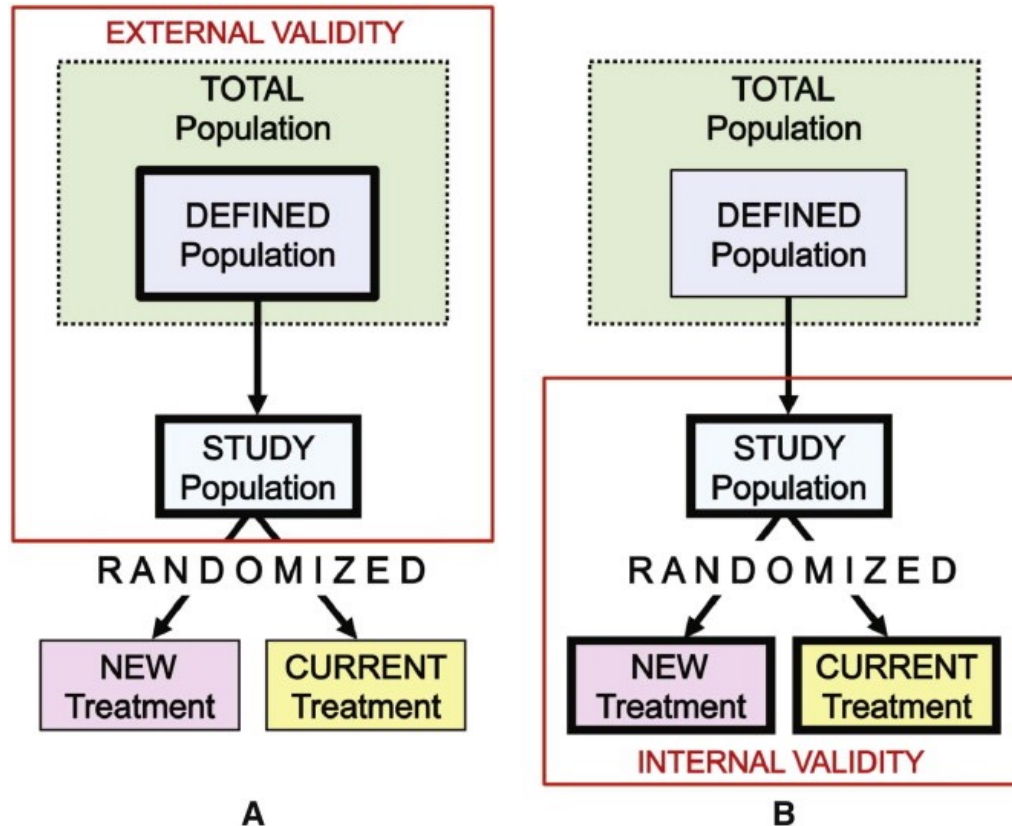 EXTERNAL VALIDITY
TOTAL
Population
DEFINED
Population
STUDY
Population
RANDOMIZED
NEW
Treatment
CURRENT
Treatment
A
TOTAL
Population
DEFINED
Population
STUDY
Population
RANDOMIZED
NEW
Treatment
CURRENT
Treatment
INTERNAL VALIDITY
B